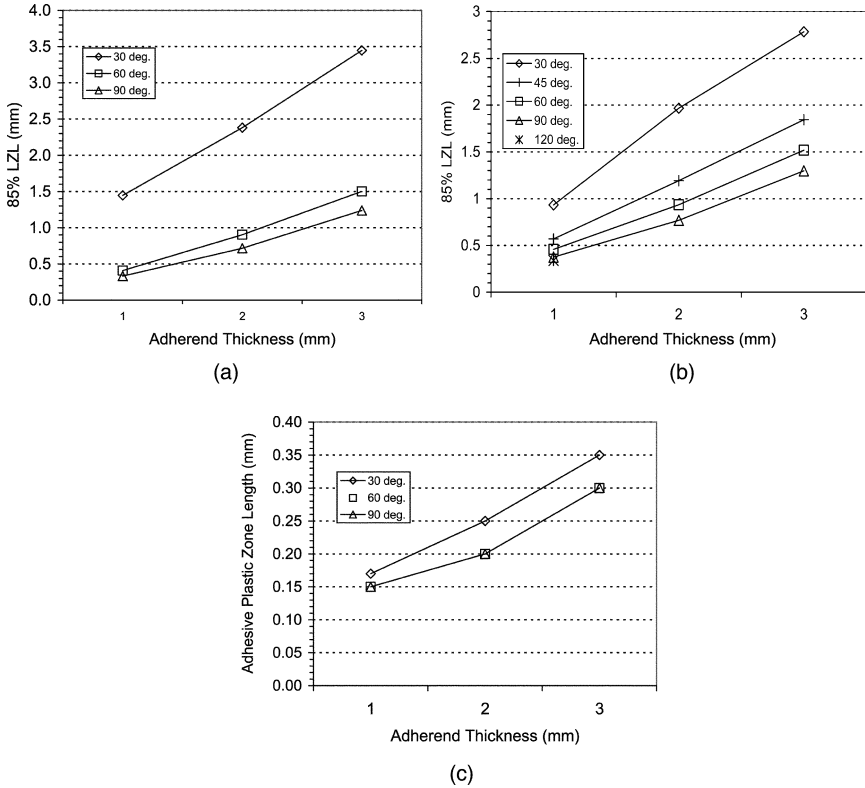 4.0
3.5
3.0
2.5
2.0
1.5
1.0
0.5
0.0
85% LZL (mm)
30 deg.
60 deg.
90 deg.
1 2 3
Adherend Thickness (mm)
(a)
3
2.5
2
1.5
1
0.5
0
85% LZL (mm)
30 deg.
45 deg.
60 deg.
90 deg.
120 deg.
1 2 3
Adherend Thickness (mm)
(b)
0.40
0.35
0.30
0.25
0.20
0.15
0.10
0.05
0.00
Adhesive Plastic Zone Length (mm)
30 deg.
60 deg.
90 deg.
1 2 3
Adherend Thickness (mm)
(c)